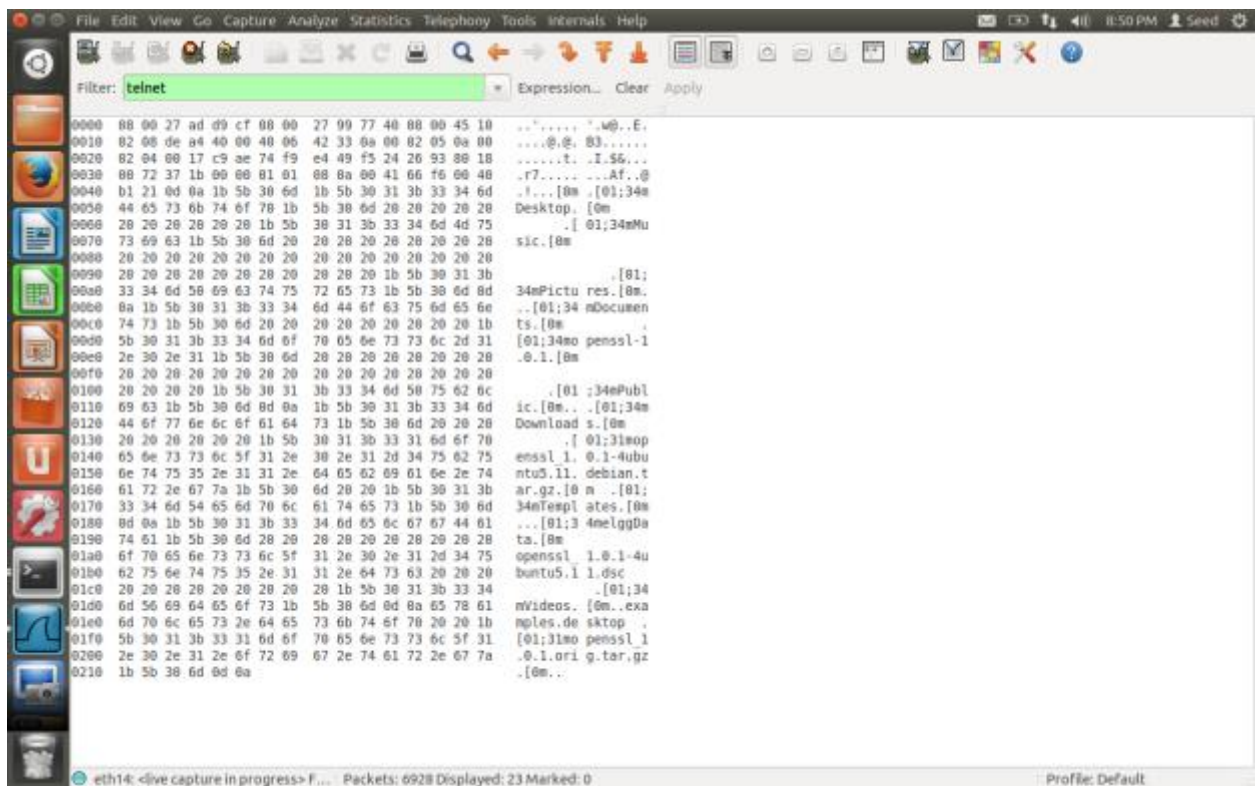 File Edit View Go Capture Analyze Statistics Telephony Tools Internals Help 8:50 PM Seed
Filter: telnet Expression... Clear Apply
0000 08 00 27 ad d9 cf 08 00 27 99 77 40 08 00 45 10 ..'..... '.w@..E.
0010 02 08 de a4 40 00 40 06 42 33 0a 00 02 05 0a 00 ....@.@. B3......
0020 02 04 00 17 c9 ae 74 f9 e4 49 f5 24 26 93 80 18 ......t. .I.$&...
0030 00 72 37 1b 00 00 01 01 08 0a 00 41 66 f6 00 40 .r7..... ...Af..@
0040 b1 21 0d 0a 1b 5b 30 6d 1b 5b 30 31 3b 33 34 6d .!...[0m .[01;34m
0050 44 65 73 6b 74 6f 70 1b 5b 30 6d 20 20 20 20 20 Desktop. [0m
0060 20 20 20 20 20 20 1b 5b 30 31 3b 33 34 6d 4d 75 .[ 01;34mMu
0070 73 69 63 1b 5b 30 6d 20 20 20 20 20 20 20 20 20 sic.[0m
0080 20 20 20 20 20 20 20 20 20 20 20 20 20 20 20 20
0090 20 20 20 20 20 20 20 20 20 20 20 1b 5b 30 31 3b .[01;
00a0 33 34 6d 50 69 63 74 75 72 65 73 1b 5b 30 6d 0d 34mPictu res.[0m.
00b0 0a 1b 5b 30 31 3b 33 34 6d 44 6f 63 75 6d 65 6e ..[01;34 mDocumen
00c0 74 73 1b 5b 30 6d 20 20 20 20 20 20 20 20 20 1b ts.[0m .
00d0 5b 30 31 3b 33 34 6d 6f 70 65 6e 73 73 6c 2d 31 [01;34mo penssl-1
00e0 2e 30 2e 31 1b 5b 30 6d 20 20 20 20 20 20 20 20 .0.1.[0m
00f0 20 20 20 20 20 20 20 20 20 20 20 20 20 20 20 20
0100 20 20 20 20 1b 5b 30 31 3b 33 34 6d 50 75 62 6c .[01 ;34mPubl
0110 69 63 1b 5b 30 6d 0d 0a 1b 5b 30 31 3b 33 34 6d ic.[0m.. .[01;34m
0120 44 6f 77 6e 6c 6f 61 64 73 1b 5b 30 6d 20 20 20 Download s.[0m
0130 20 20 20 20 20 20 1b 5b 30 31 3b 33 31 6d 6f 70 .[ 01;31mop
0140 65 6e 73 73 6c 5f 31 2e 30 2e 31 2d 34 75 62 75 enssl_1. 0.1-4ubu
0150 6e 74 75 35 2e 31 31 2e 64 65 62 69 61 6e 2e 74 ntu5.11. debian.t
0160 61 72 2e 67 7a 1b 5b 30 6d 20 20 1b 5b 30 31 3b ar.gz.[0 m .[01;
0170 33 34 6d 54 65 6d 70 6c 61 74 65 73 1b 5b 30 6d 34mTempl ates.[0m
0180 0d 0a 1b 5b 30 31 3b 33 34 6d 65 6c 67 67 44 61 ...[01;3 4melggDa
0190 74 61 1b 5b 30 6d 20 20 20 20 20 20 20 20 20 20 ta.[0m
01a0 6f 70 65 6e 73 73 6c 5f 31 2e 30 2e 31 2d 34 75 openssl_ 1.0.1-4u
01b0 62 75 6e 74 75 35 2e 31 31 2e 64 73 63 20 20 20 buntu5.1 1.dsc
01c0 20 20 20 20 20 20 20 20 20 1b 5b 30 31 3b 33 34 .[01;34
01d0 6d 56 69 64 65 6f 73 1b 5b 30 6d 0d 0a 65 78 61 mVideos. [0m..exa
01e0 6d 70 6c 65 73 2e 64 65 73 6b 74 6f 70 20 20 1b mples.de sktop .
01f0 5b 30 31 3b 33 31 6d 6f 70 65 6e 73 73 6c 5f 31 [01;31mo penssl_1
0200 2e 30 2e 31 2e 6f 72 69 67 2e 74 61 72 2e 67 7a .0.1.ori g.tar.gz
0210 1b 5b 30 6d 0d 0a .[0m..
eth14: <live capture in progress> F... Packets: 6928 Displayed: 23 Marked: 0 Profile: Default